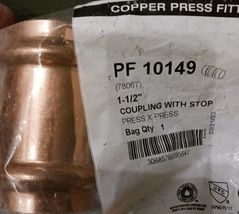 COPPER PRESS FITT
PF 10149
(78067)
1-1/2"
COUPLING WITH STOP
PRESS X PRESS
Bag Qty 1